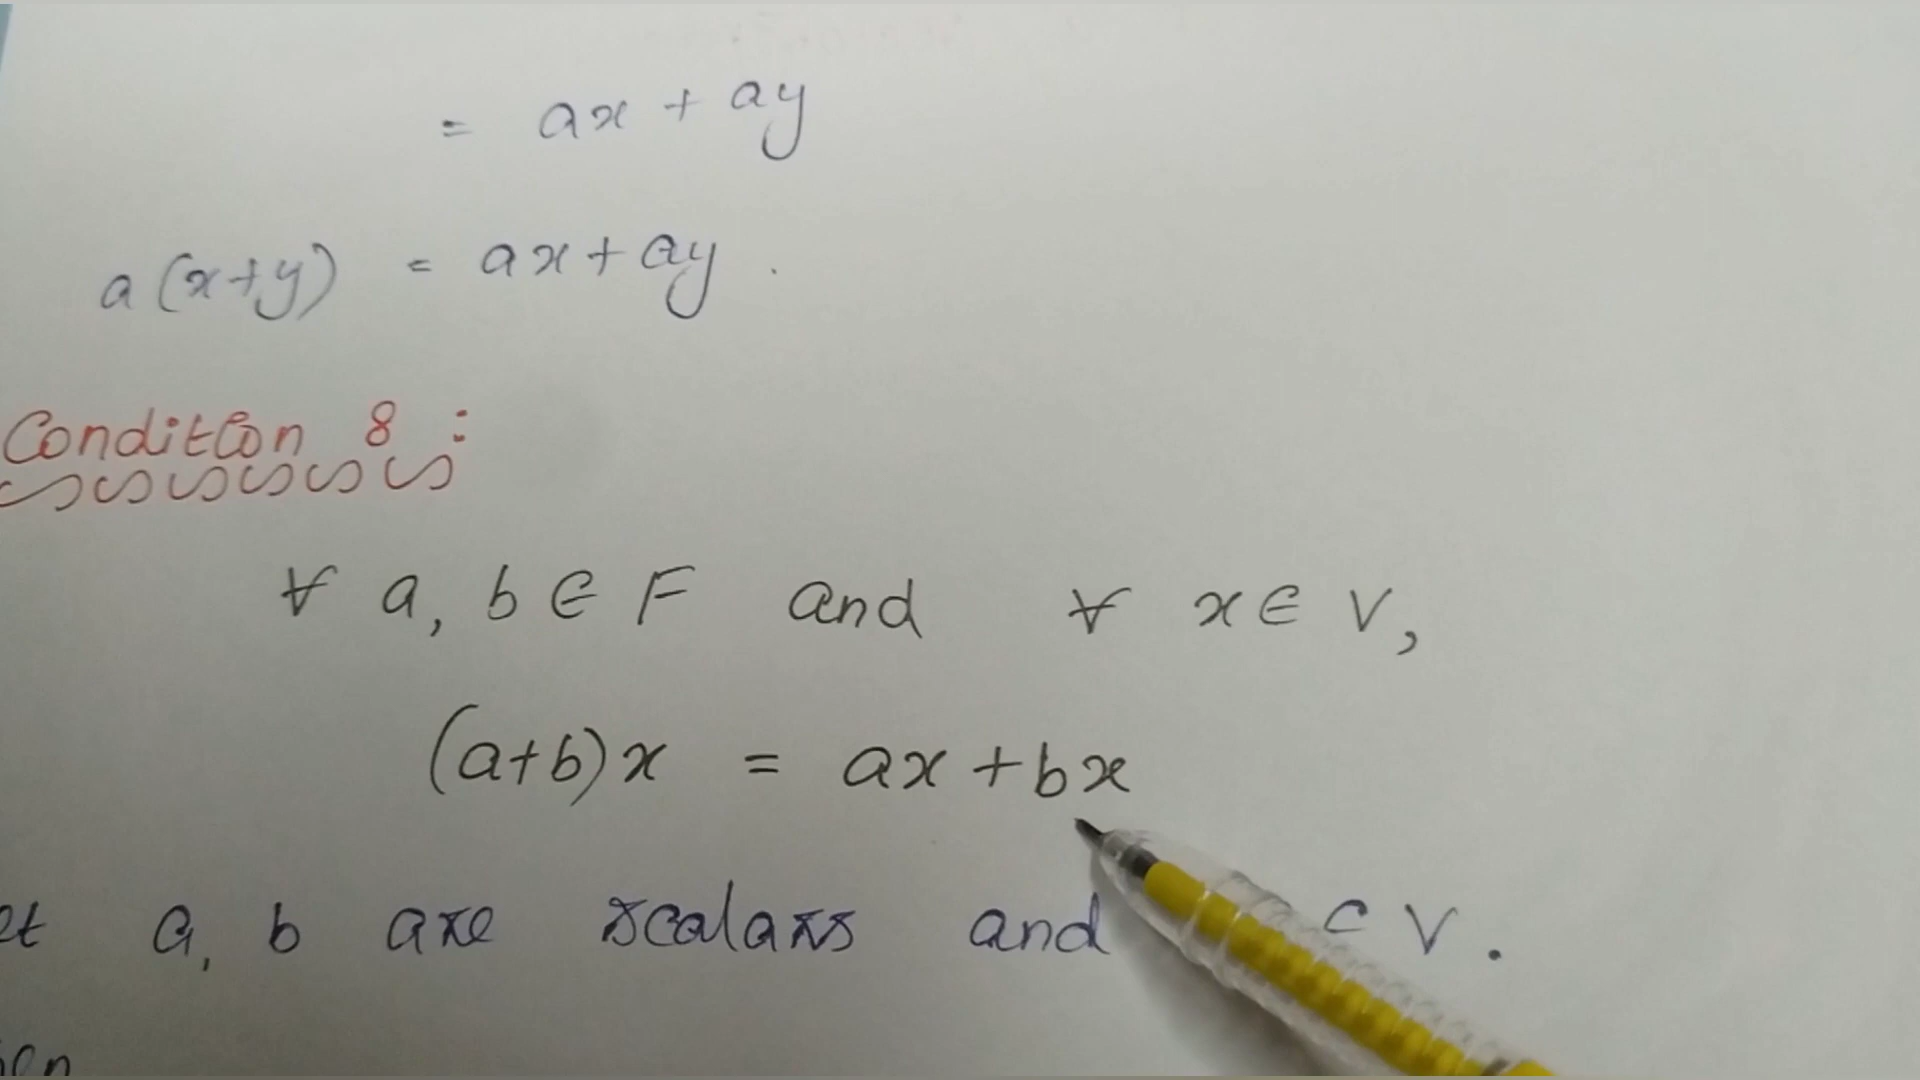 = ax + ay
a(x+y) = ax + ay.
Condition 8 :
∀ a, b ∈ F and ∀ x ∈ V,
(a+b)x = ax + bx
a, b are scalars and ∈ V.